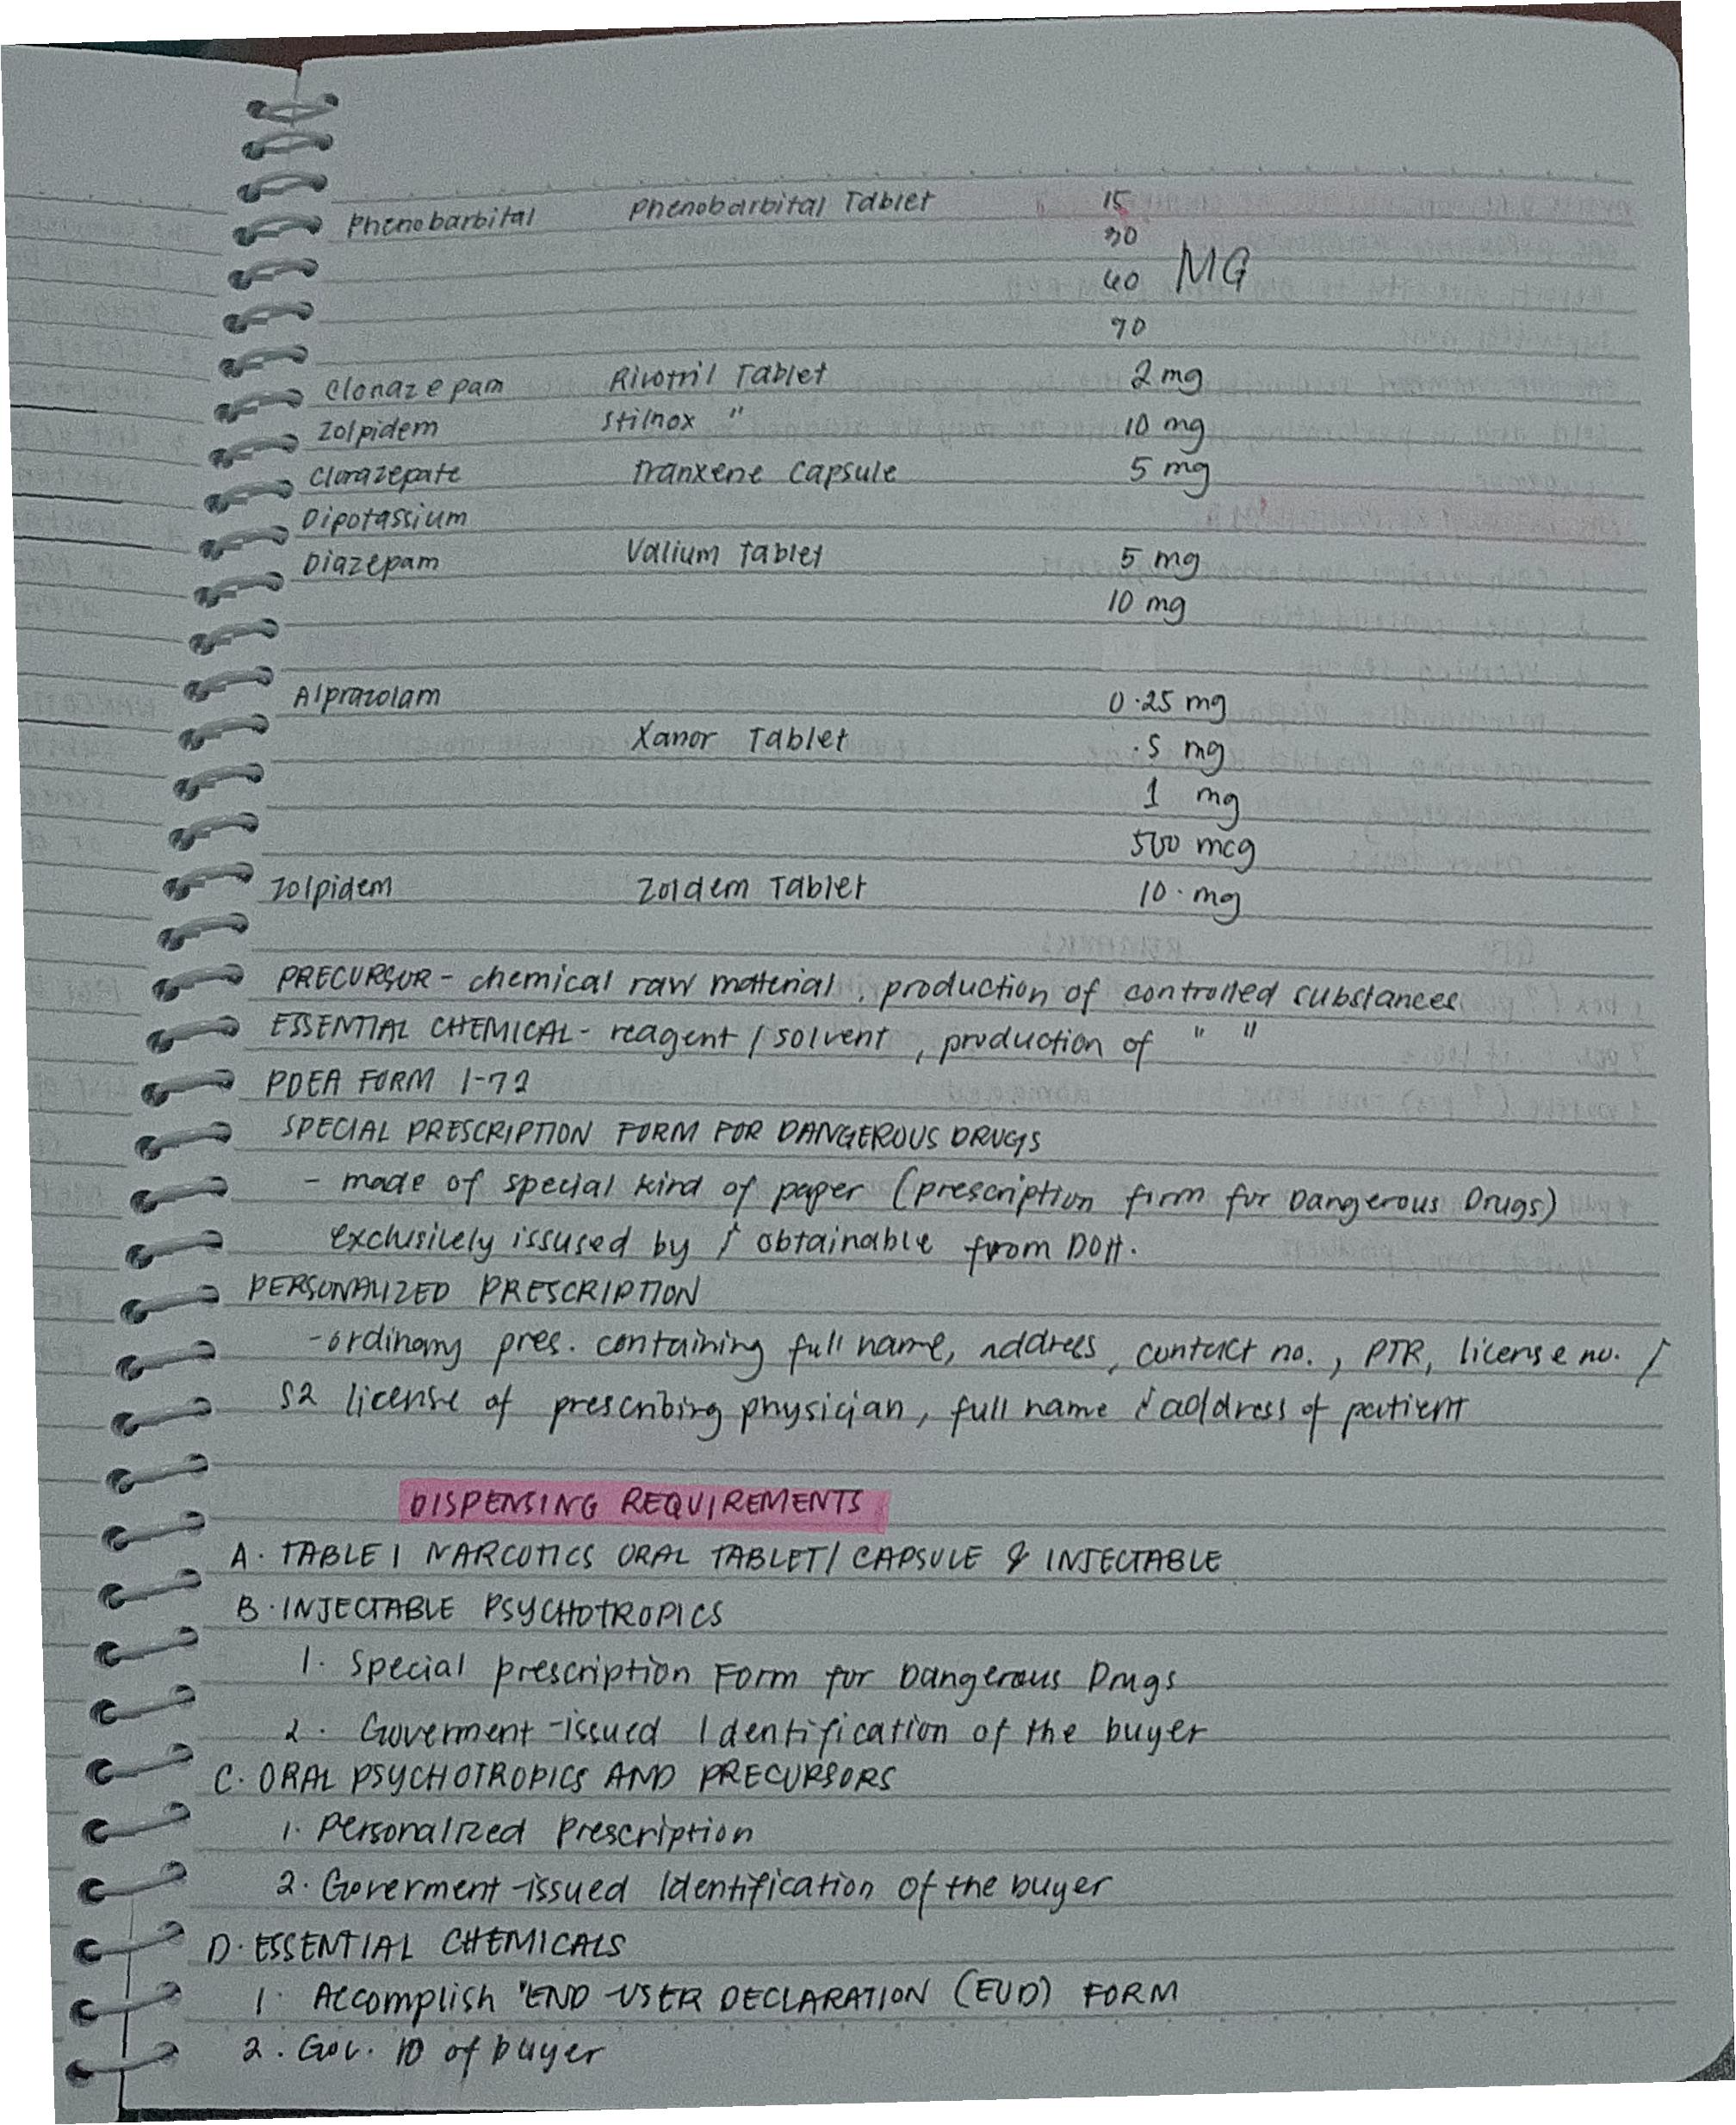 Phenobarbital Phenobarbital Tablet 15
30
60 MG
90
Clonazepam Rivotril Tablet 2 mg
Zolpidem Stilnox " 10 mg
Clorazepate Tranxene Capsule 5 mg
Dipotassium
Diazepam Valium Tablet 5 mg
10 mg
Alprazolam 0.25 mg
Xanor Tablet .5 mg
1 mg
500 mcg
Zolpidem Zoldem Tablet 10. mg
PRECURSOR - chemical raw material, production of controlled substances
ESSENTIAL CHEMICAL - reagent / solvent, production of " "
PDEA FORM 1-72
SPECIAL PRESCRIPTION FORM FOR DANGEROUS DRUGS
- made of special kind of paper (prescription form for Dangerous Drugs)
exclusively issused by & obtainable from DOH.
PERSONALIZED PRESCRIPTION
- ordinary pres. containing full name, address, contact no., PTR, license no. &
S2 license of prescribing physician, full name & address of patient
DISPENSING REQUIREMENTS
A. TABLE 1 NARCOTICS ORAL TABLET / CAPSULE & INJECTABLE
B. INJECTABLE PSYCHOTROPICS
1. Special prescription Form for Dangerous Drugs
2. Goverment-issued Identification of the buyer
C. ORAL PSYCHOTROPICS AND PRECURSORS
1. Personalized Prescription
2. Goverment-issued Identification of the buyer
D. ESSENTIAL CHEMICALS
1. Accomplish "END-USER DECLARATION (EUD) FORM
2. Gov. ID of buyer